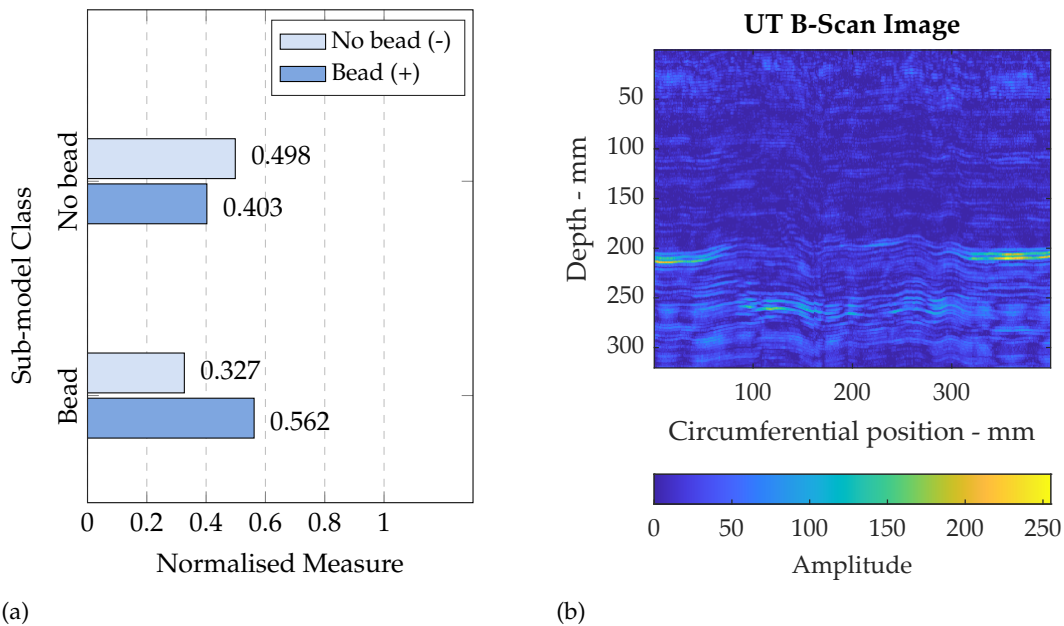 No bead (-)
Bead (+)
Sub-model Class
No bead
0.498
0.403
Bead
0.327
0.562
0 0.2 0.4 0.6 0.8 1
Normalised Measure
(a)
UT B-Scan Image
Depth - mm
50
100
150
200
250
300
100 200 300
Circumferential position - mm
0 50 100 150 200 250
Amplitude
(b)